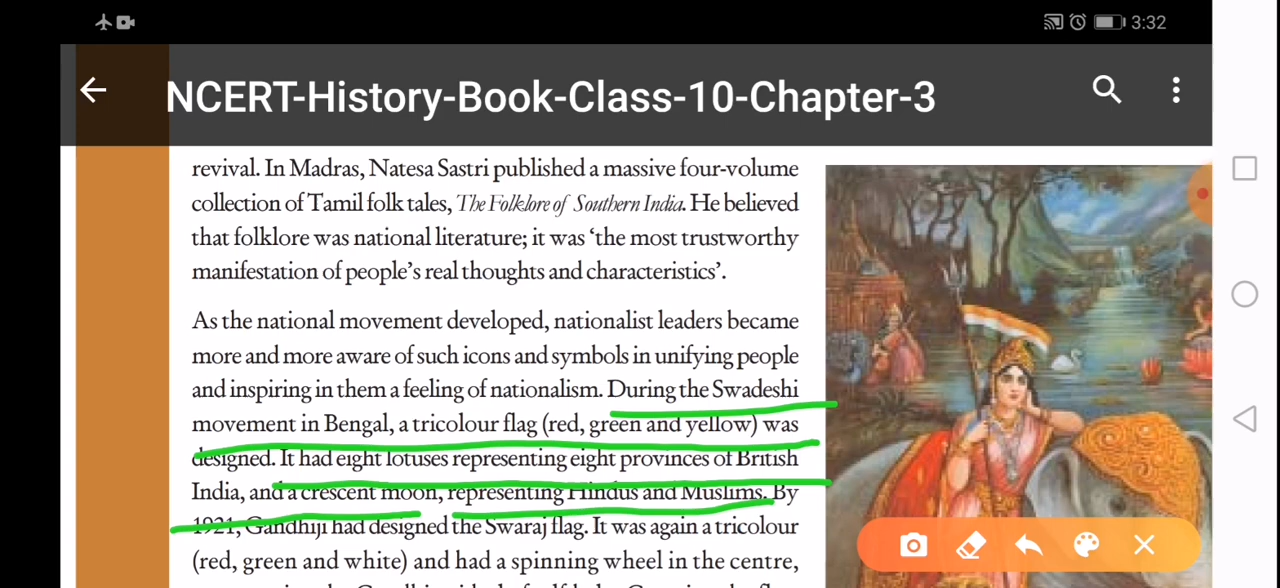 3:32
NCERT-History-Book-Class-10-Chapter-3
revival. In Madras, Natesa Sastri published a massive four-volume
collection of Tamil folk tales, The Folklore of Southern India. He believed
that folklore was national literature; it was ‘the most trustworthy
manifestation of people’s real thoughts and characteristics’.
As the national movement developed, nationalist leaders became
more and more aware of such icons and symbols in unifying people
and inspiring in them a feeling of nationalism. During the Swadeshi
movement in Bengal, a tricolour flag (red, green and yellow) was
designed. It had eight lotuses representing eight provinces of British
India, and a crescent moon, representing Hindus and Muslims. By
1921, Gandhiji had designed the Swaraj flag. It was again a tricolour
(red, green and white) and had a spinning wheel in the centre,